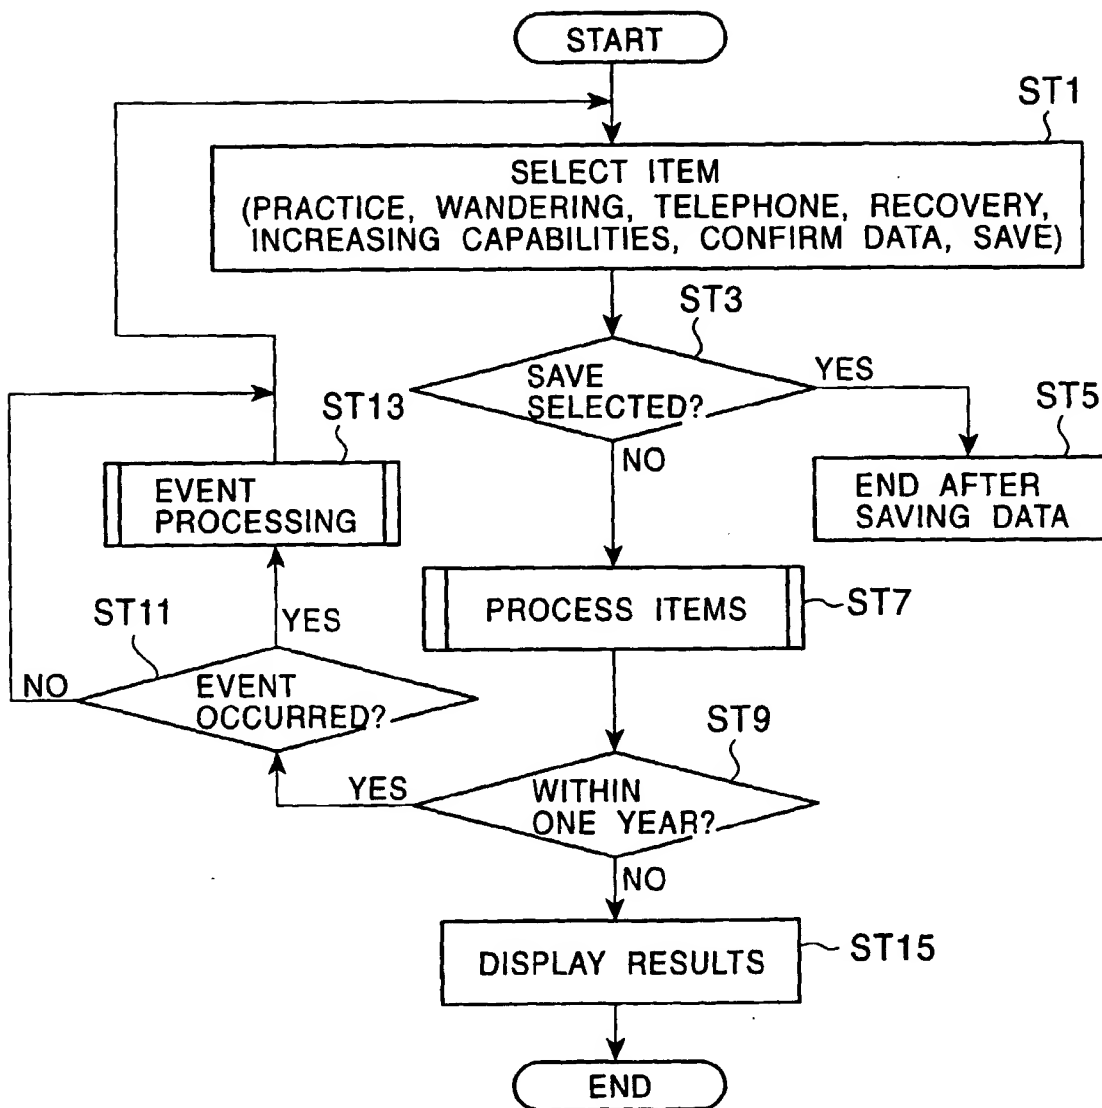 START
ST1
SELECT ITEM
(PRACTICE, WANDERING, TELEPHONE, RECOVERY,
INCREASING CAPABILITIES, CONFIRM DATA, SAVE)
ST3
SAVE
SELECTED?
YES
NO
ST5
END AFTER
SAVING DATA
ST13
EVENT
PROCESSING
PROCESS ITEMS
ST7
ST11
YES
NO
EVENT
OCCURRED?
ST9
YES
WITHIN
ONE YEAR?
NO
DISPLAY RESULTS
ST15
END